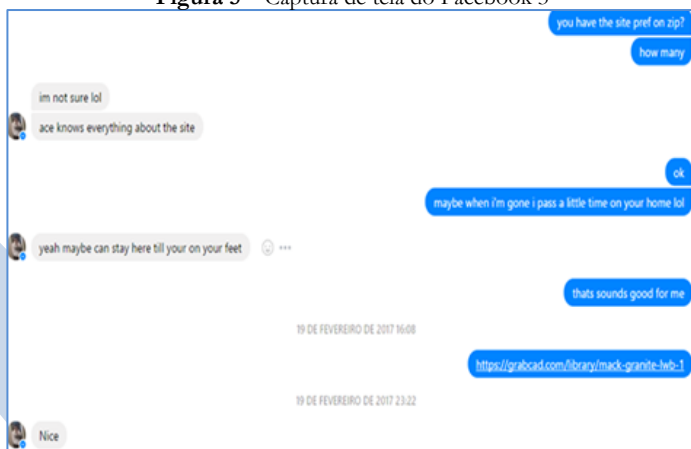 Figura 3 – Captura de tela do Facebook 3
you have the site pref on zip?
how many
im not sure lol
ace knows everything about the site
ok
maybe when i'm gone i pass a little time on your home lol
yeah maybe can stay here till your on your feet
thats sounds good for me
19 DE FEVEREIRO DE 2017 16:08
https://grabcad.com/library/mack-granite-lwb-1
19 DE FEVEREIRO DE 2017 23:22
Nice